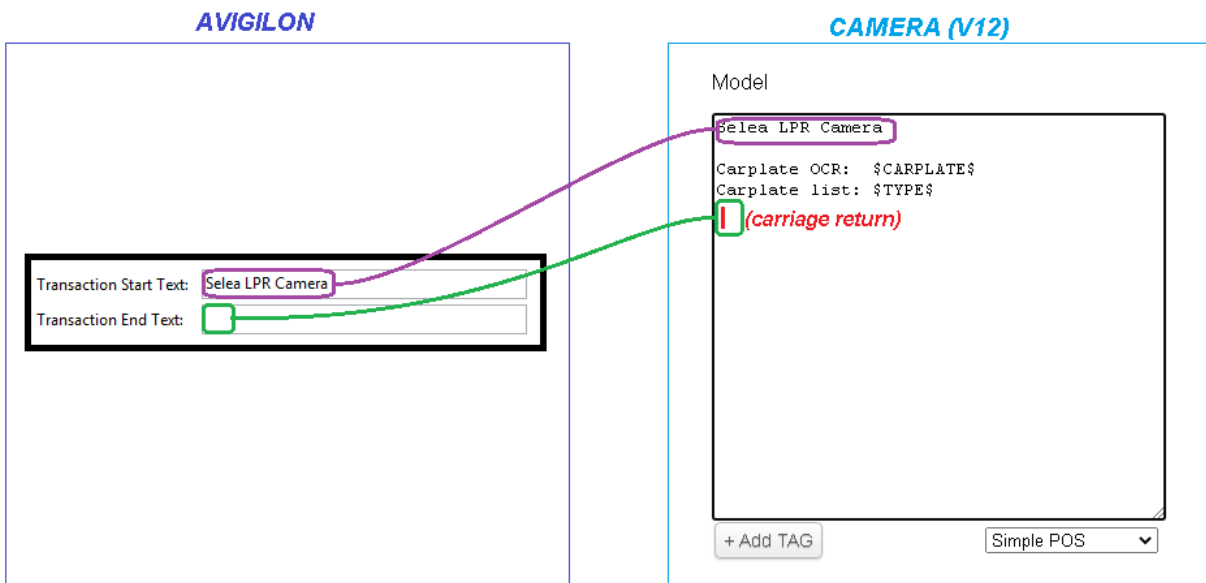 AVIGILON
Transaction Start Text: Selea LPR Camera
Transaction End Text:
CAMERA (V12)
Model
Selea LPR Camera
Carplate OCR:  $CARPLATE$
Carplate list: $TYPE$
(carriage return)
+ Add TAG
Simple POS